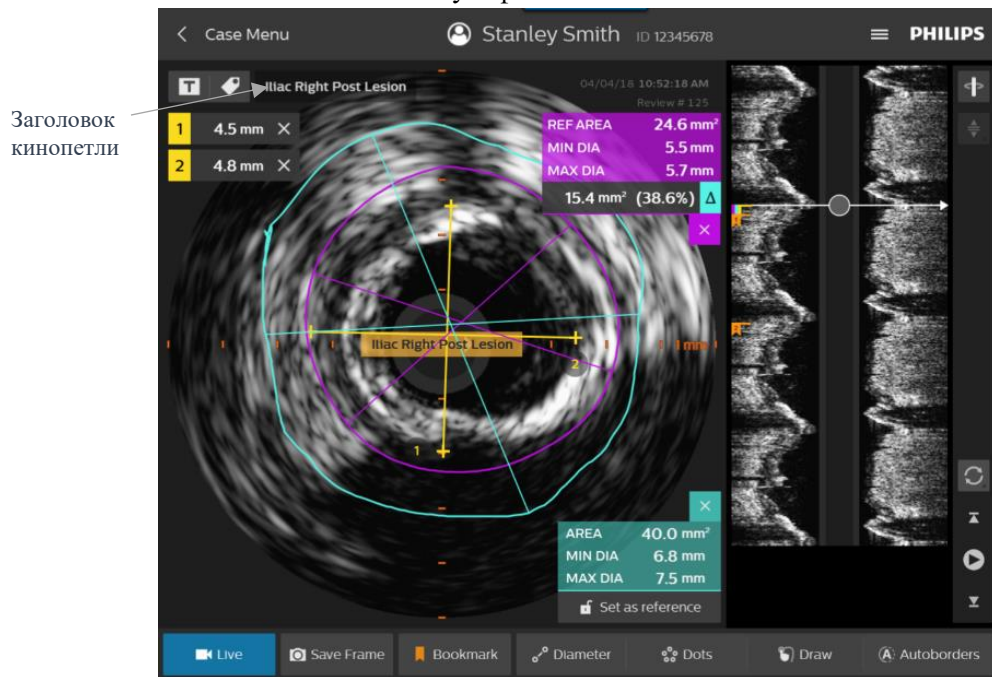 Case Menu
Stanley Smith ID 12345678
PHILIPS
Заголовок
кинопетли
T
Iliac Right Post Lesion
04/04/18 10:52:18 AM
Review # 125
1 4.5 mm ×
2 4.8 mm ×
REF AREA 24.6 mm²
MIN DIA 5.5 mm
MAX DIA 5.7 mm
15.4 mm² (38.6%) Δ
×
Iliac Right Post Lesion
1 mm
2
1
×
AREA 40.0 mm²
MIN DIA 6.8 mm
MAX DIA 7.5 mm
Set as reference
Live
Save Frame
Bookmark
Diameter
Dots
Draw
A Autoborders